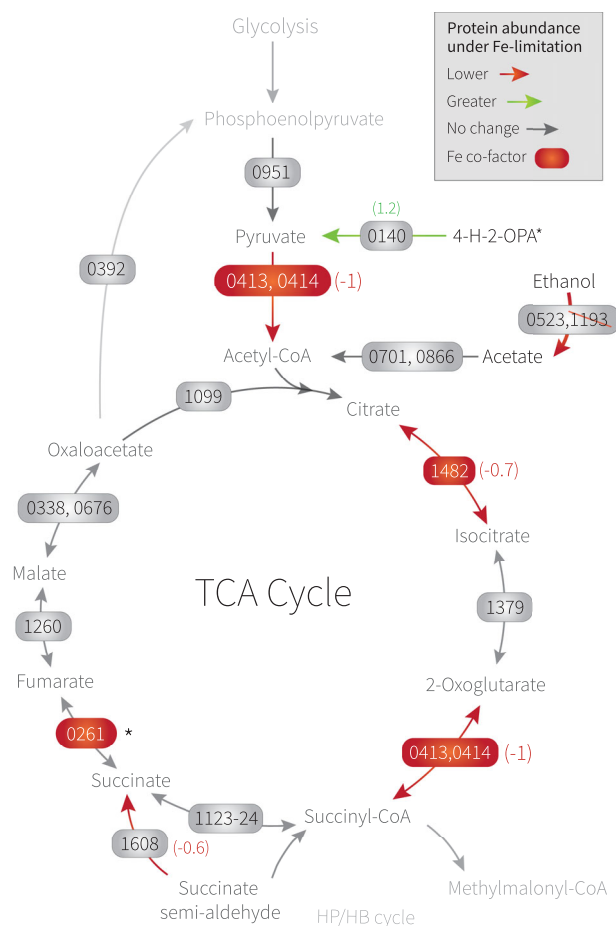 Glycolysis
Protein abundance
under Fe-limitation
Lower
Greater
No change
Fe co-factor
Phosphoenolpyruvate
0951
(1.2)
Pyruvate
0140
4-H-2-OPA*
0392
0413, 0414
(-1)
Ethanol
0523,1193
Acetyl-CoA
0701, 0866
Acetate
1099
Citrate
Oxaloacetate
1482
(-0.7)
0338, 0676
Isocitrate
Malate
TCA Cycle
1379
1260
Fumarate
2-Oxoglutarate
0261
*
0413,0414
(-1)
Succinate
1123-24
Succinyl-CoA
1608
(-0.6)
Succinate
semi-aldehyde
Methylmalonyl-CoA
HP/HB cycle